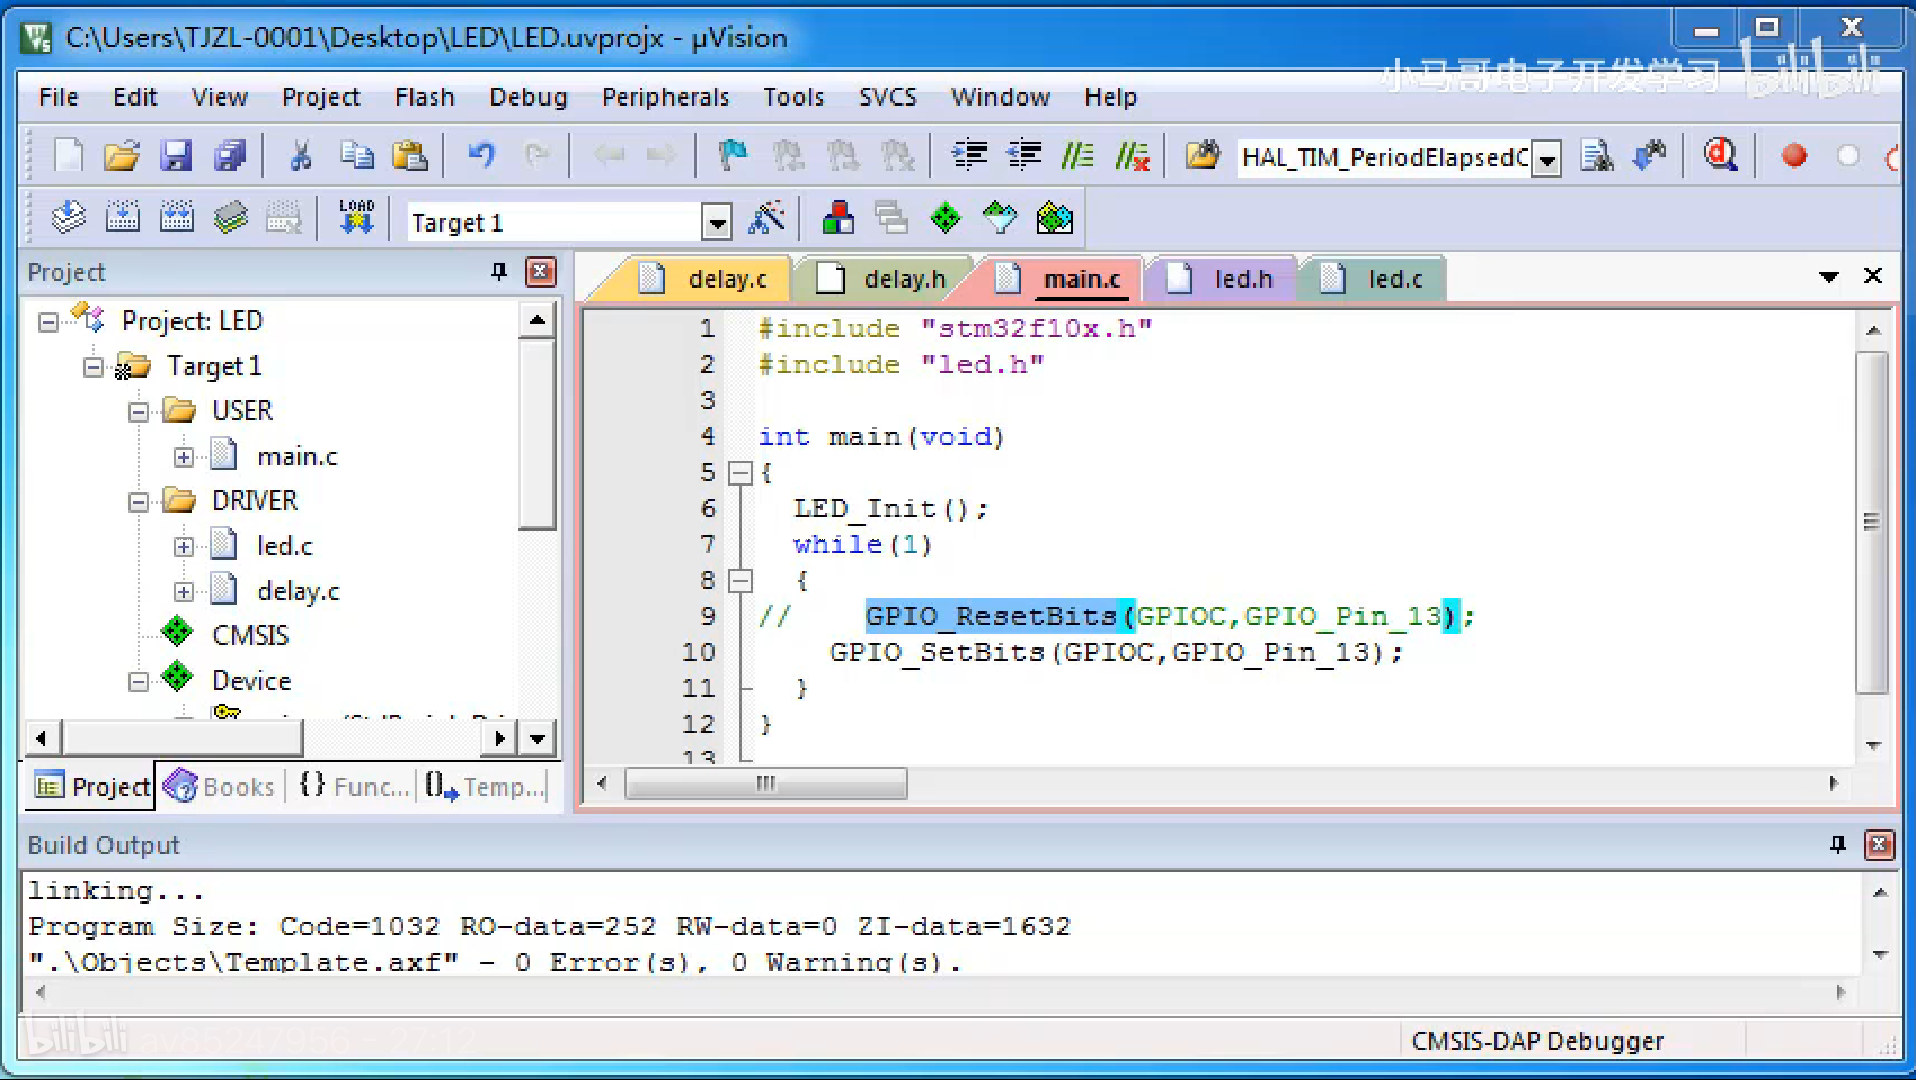 C:\Users\TJZL-0001\Desktop\LED\LED.uvprojx - µVision
小马哥电子开发学习 bilibili
File Edit View Project Flash Debug Peripherals Tools SVCS Window Help
HAL_TIM_PeriodElapsedC
LOAD
Target 1
Project
Project: LED
Target 1
USER
main.c
DRIVER
led.c
delay.c
CMSIS
Device
Project Books {} Func... Temp...
delay.c delay.h main.c led.h led.c
1 #include "stm32f10x.h"
2 #include "led.h"
3
4 int main(void)
5 {
6 LED_Init();
7 while(1)
8 {
9 // GPIO_ResetBits(GPIOC,GPIO_Pin_13);
10 GPIO_SetBits(GPIOC,GPIO_Pin_13);
11 }
12 }
13
Build Output
linking...
Program Size: Code=1032 RO-data=252 RW-data=0 ZI-data=1632
".\Objects\Template.axf" - 0 Error(s), 0 Warning(s).
bilibili av85247956 - 27:12
CMSIS-DAP Debugger